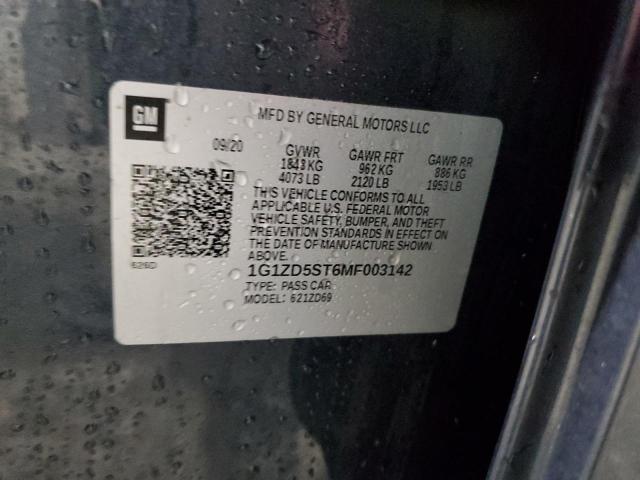 GM
MFD BY GENERAL MOTORS LLC
09/20 GVWR GAWR FRT GAWR RR
1843 KG 962 KG 886 KG
4073 LB 2120 LB 1953 LB
THIS VEHICLE CONFORMS TO ALL
APPLICABLE U.S. FEDERAL MOTOR
VEHICLE SAFETY, BUMPER, AND THEFT
PREVENTION STANDARDS IN EFFECT ON
THE DATE OF MANUFACTURE SHOWN
ABOVE.
626D
1G1ZD5ST6MF003142
TYPE: PASS CAR
MODEL: 621ZD69